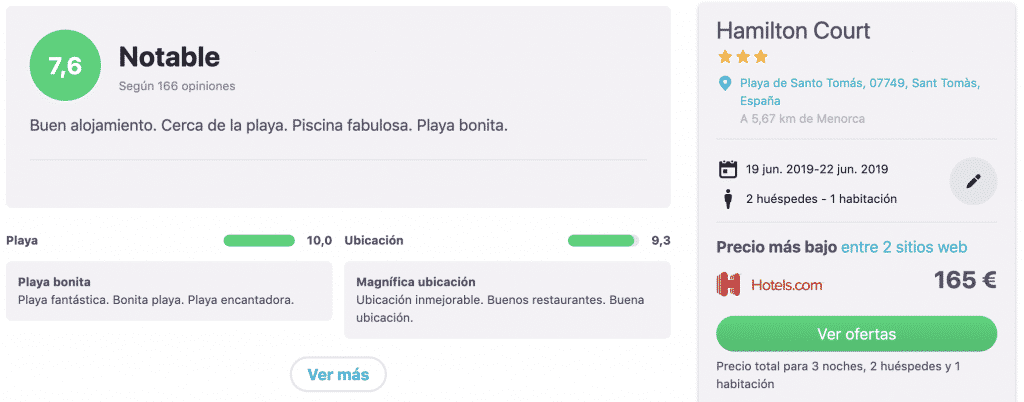 7,6
Notable
Según 166 opiniones
Buen alojamiento. Cerca de la playa. Piscina fabulosa. Playa bonita.
Playa
10,0
Playa bonita
Playa fantástica. Bonita playa. Playa encantadora.
Ubicación
9,3
Magnífica ubicación
Ubicación inmejorable. Buenos restaurantes. Buena
ubicación.
Ver más
Hamilton Court
Playa de Santo Tomás, 07749, Sant Tomàs,
España
A 5,67 km de Menorca
19 jun. 2019-22 jun. 2019
2 huéspedes - 1 habitación
Precio más bajo entre 2 sitios web
Hotels.com
165 €
Ver ofertas
Precio total para 3 noches, 2 huéspedes y 1
habitación